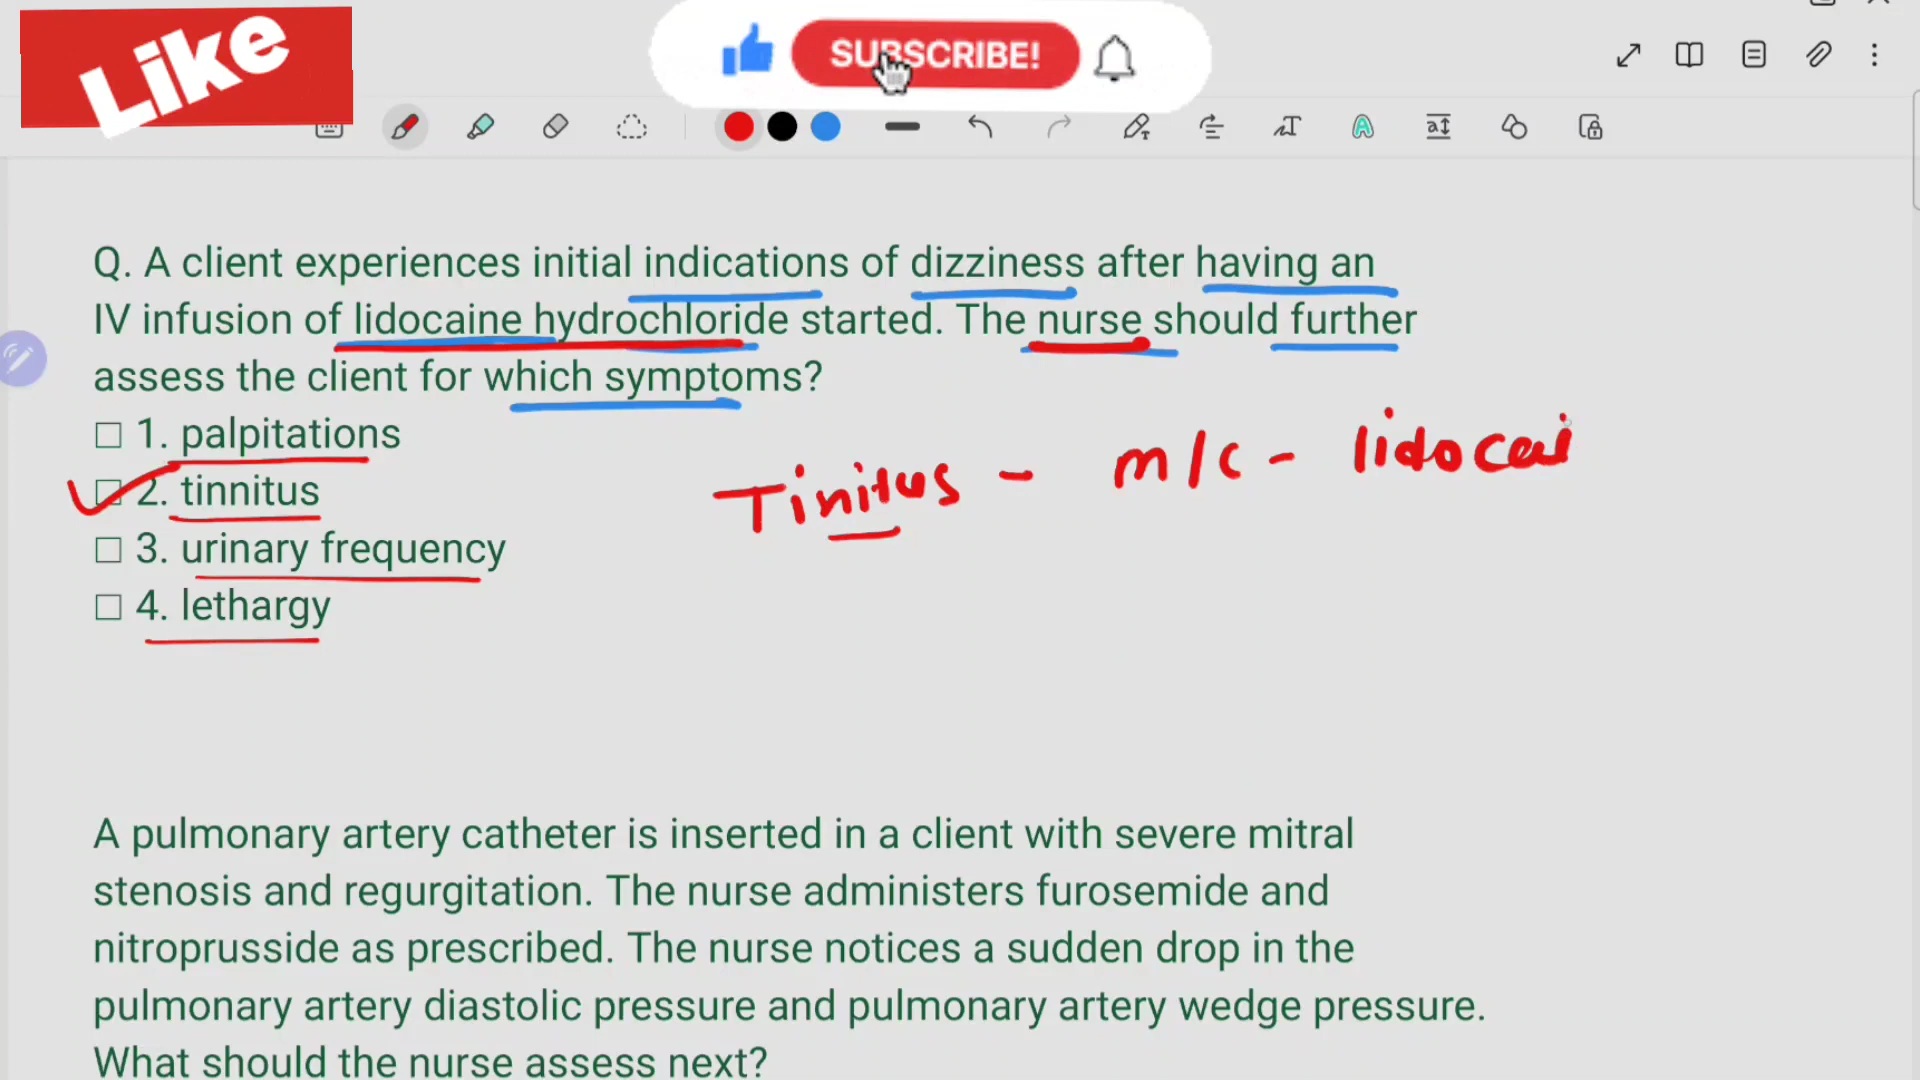 Like
SUBSCRIBE!
Q. A client experiences initial indications of dizziness after having an
IV infusion of lidocaine hydrochloride started. The nurse should further
assess the client for which symptoms?
☐ 1. palpitations
☐ 2. tinnitus
☐ 3. urinary frequency
☐ 4. lethargy
Tinitus - m/c - lidocai
A pulmonary artery catheter is inserted in a client with severe mitral
stenosis and regurgitation. The nurse administers furosemide and
nitroprusside as prescribed. The nurse notices a sudden drop in the
pulmonary artery diastolic pressure and pulmonary artery wedge pressure.
What should the nurse assess next?